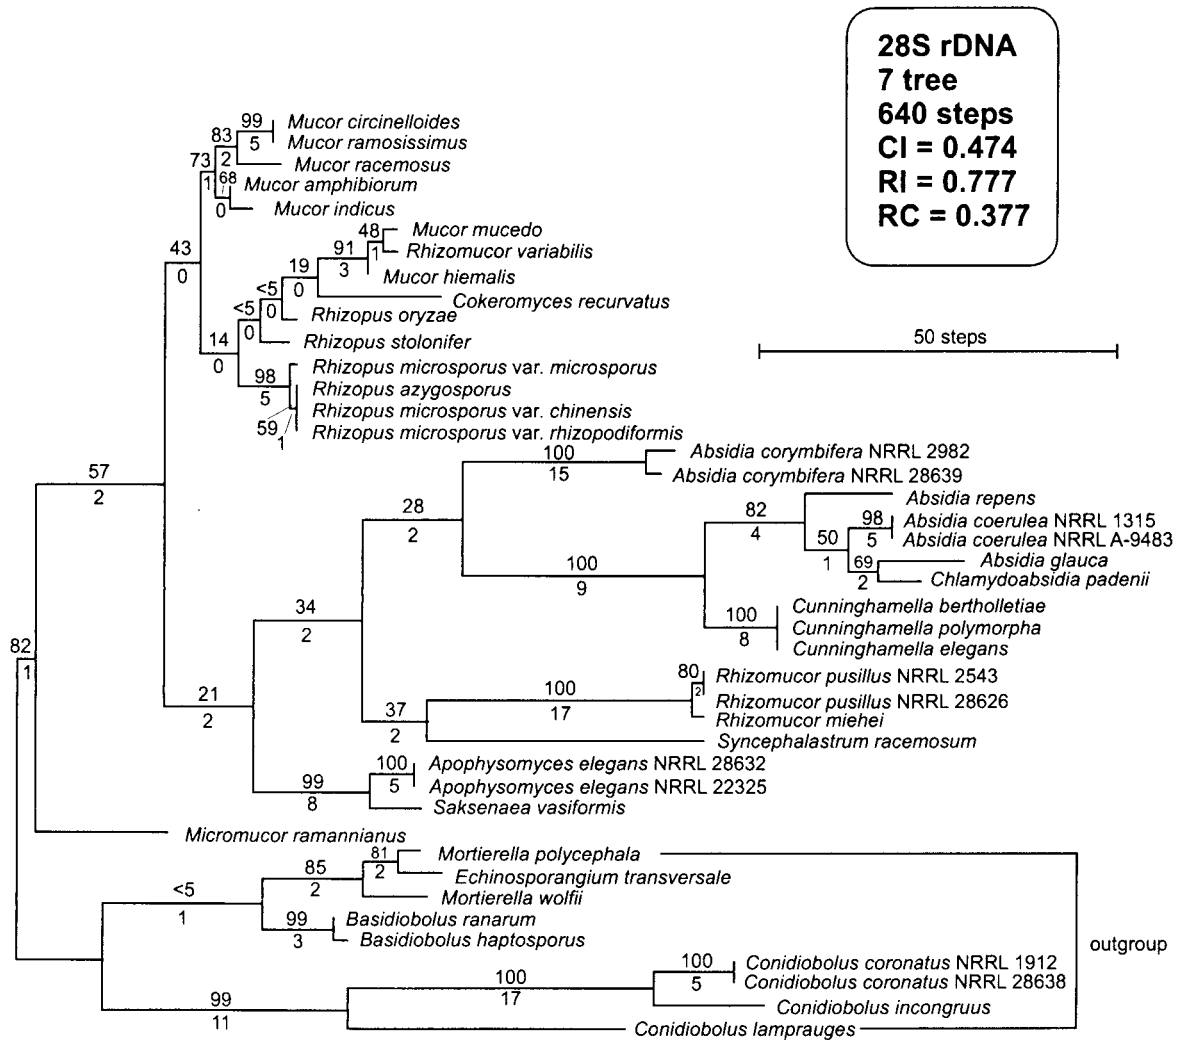 28S rDNA
7 tree
640 steps
CI = 0.474
RI = 0.777
RC = 0.377
50 steps
99
5
Mucor circinelloides
Mucor ramosissimus
83
2
Mucor racemosus
73
1
68
0
Mucor amphibiorum
Mucor indicus
43
0
48
1
Mucor mucedo
Rhizomucor variabilis
91
3
Mucor hiemalis
19
0
Cokeromyces recurvatus
<5
0
Rhizopus oryzae
<5
0
Rhizopus stolonifer
14
0
98
5
Rhizopus microsporus var. microsporus
Rhizopus azygosporus
Rhizopus microsporus var. chinensis
59
1
Rhizopus microsporus var. rhizopodiformis
57
2
100
15
Absidia corymbifera NRRL 2982
Absidia corymbifera NRRL 28639
28
2
82
4
Absidia repens
98
5
Absidia coerulea NRRL 1315
Absidia coerulea NRRL A-9483
50
1
69
2
Absidia glauca
Chlamydoabsidia padenii
100
9
100
8
Cunninghamella bertholletiae
Cunninghamella polymorpha
Cunninghamella elegans
34
2
80
2
Rhizomucor pusillus NRRL 2543
Rhizomucor pusillus NRRL 28626
100
17
Rhizomucor miehei
37
2
Syncephalastrum racemosum
21
2
100
5
Apophysomyces elegans NRRL 28632
Apophysomyces elegans NRRL 22325
99
8
Saksenaea vasiformis
82
1
Micromucor ramannianus
81
2
Mortierella polycephala
Echinosporangium transversale
85
2
Mortierella wolfii
<5
1
99
3
Basidiobolus ranarum
Basidiobolus haptosporus
outgroup
100
5
Conidiobolus coronatus NRRL 1912
Conidiobolus coronatus NRRL 28638
100
17
Conidiobolus incongruus
99
11
Conidiobolus lamprauges